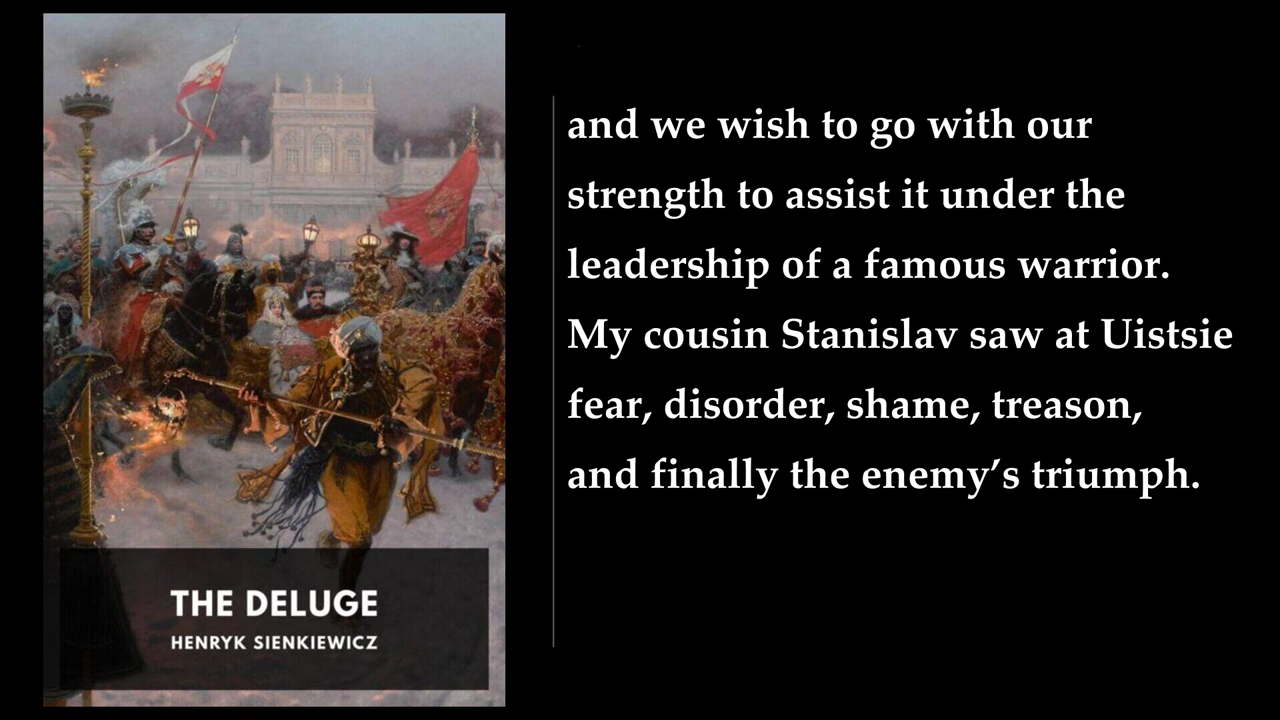 THE DELUGE
HENRYK SIENKIEWICZ
and we wish to go with our
strength to assist it under the
leadership of a famous warrior.
My cousin Stanislav saw at Uistsie
fear, disorder, shame, treason,
and finally the enemy’s triumph.